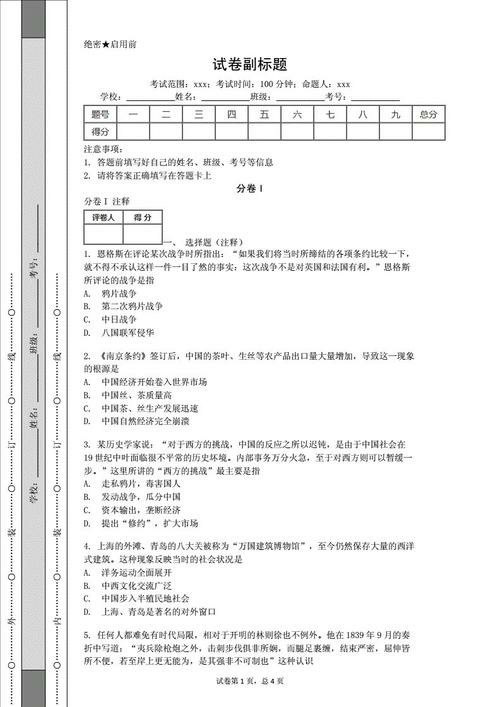 绝密★启用前
试卷副标题
考试范围：xxx；考试时间：100分钟；命题人：xxx
学校：___________姓名：___________班级：___________考号：___________
题号 一 二 三 四 五 六 七 八 九 总分
得分
注意事项：
1. 答题前填写好自己的姓名、班级、考号等信息
2. 请将答案正确填写在答题卡上
分卷I
分卷I 注释
评卷人 得分
一、 选择题（注释）
1. 恩格斯在评论某次战争时所指出：“如果我们将当时所缔结的各项条约比较一下，
就不得不承认这样一件一目了然的事实：这次战争不是对英国和法国有利。”恩格斯
所评论的战争是指
A. 鸦片战争
B. 第二次鸦片战争
C. 中日战争
D. 八国联军侵华
2. 《南京条约》签订后，中国的茶叶、生丝等农产品出口量大量增加，导致这一现象
的根源是
A. 中国经济开始卷入世界市场
B. 中国丝、茶质量高
C. 中国茶、丝生产发展迅速
D. 中国自然经济完全崩溃
3. 某历史学家说：“对于西方的挑战，中国的反应之所以迟钝，是由于中国社会在
19世纪中叶面临很不平常的历史坏境。内部事务万分火急，至于对西方则可以暂缓一
步。”这里所讲的“西方的挑战”最主要是指
A. 走私鸦片，毒害国人
B. 发动战争，瓜分中国
C. 资本输出，垄断经济
D. 提出“修约”，扩大市场
4. 上海的外滩、青岛的八大关被称为“万国建筑博物馆”，至今仍然保存大量的西洋
式建筑。这种现象反映当时的社会状况是
A. 洋务运动全面展开
B. 中西文化交流广泛
C. 中国步入半殖民地社会
D. 上海、青岛是著名的对外窗口
5. 任何人都难免有时代局限，相对于开明的林则徐也不例外。他在1839年9月的奏
折中写道：“夷兵除枪炮之外，击刺步伐俱非所娴，而腿足裹缠，结束严密，屈伸皆
所不便，若至岸上更无能为，是其强非不可制也”这种认识
试卷第1页，总4页
学校：___________姓名：___________班级：___________考号：___________
外 装 订 线
内 装 订 线